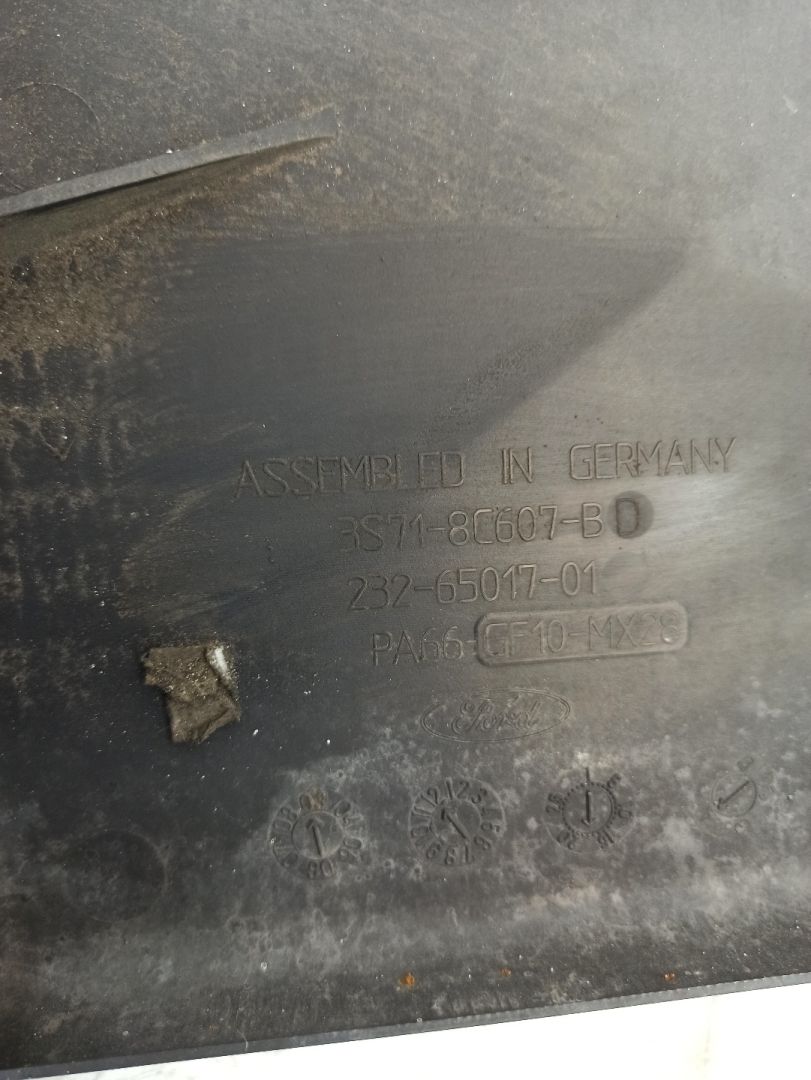 ASSEMBLED IN GERMANY
3S71-8C607-BD
232-65017-01
PA66-GF10-MX28
Ford